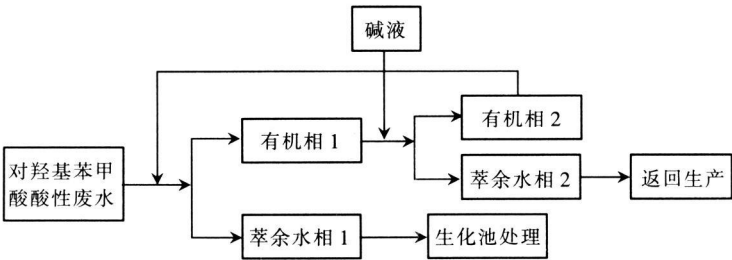 碱液
有机相1
有机相2
对羟基苯甲
酸酸性废水
萃余水相2
返回生产
萃余水相1
生化池处理